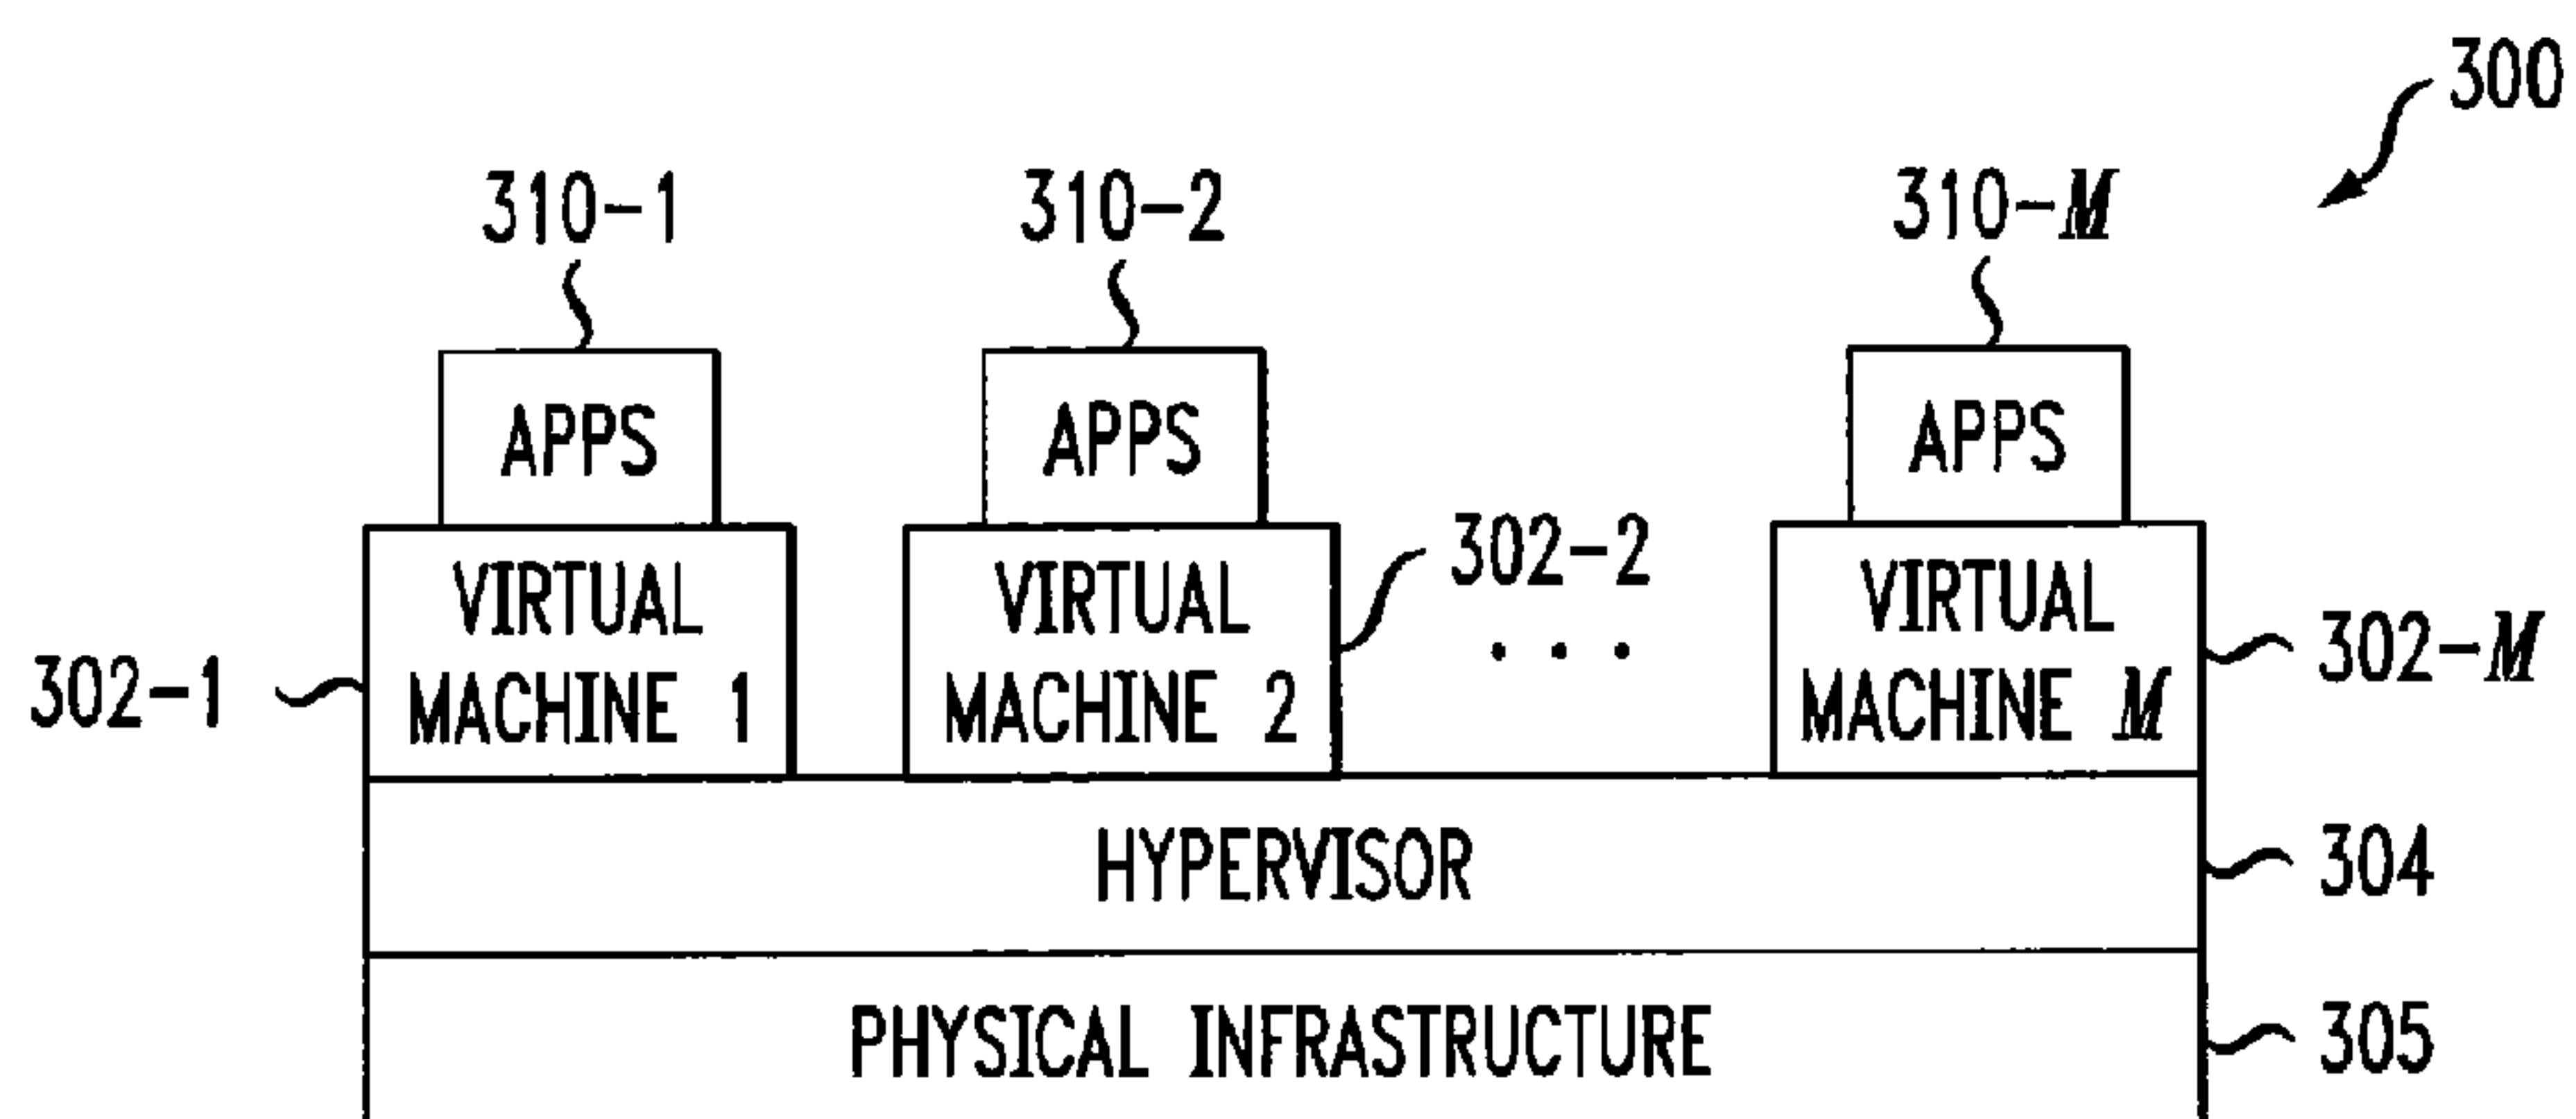 300
310-1 310-2 310-M
APPS APPS APPS
302-2
VIRTUAL VIRTUAL VIRTUAL
302-M
302-1
MACHINE 1 MACHINE 2 . . . MACHINE M
HYPERVISOR 304
PHYSICAL INFRASTRUCTURE 305